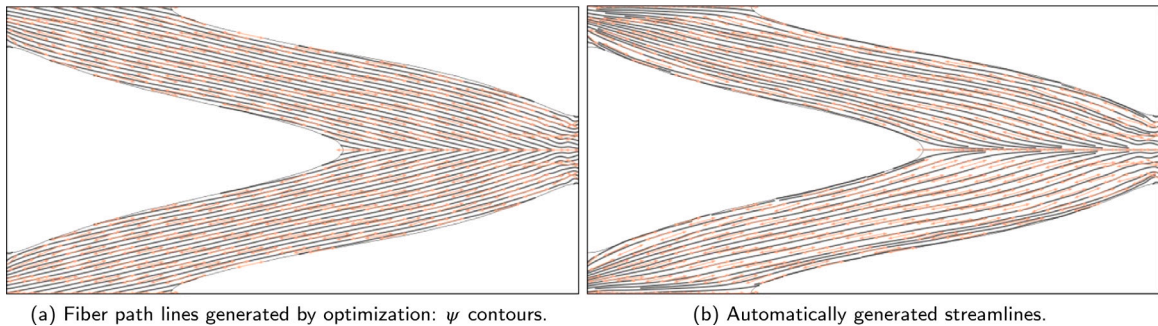 (a) Fiber path lines generated by optimization: ψ contours.
(b) Automatically generated streamlines.